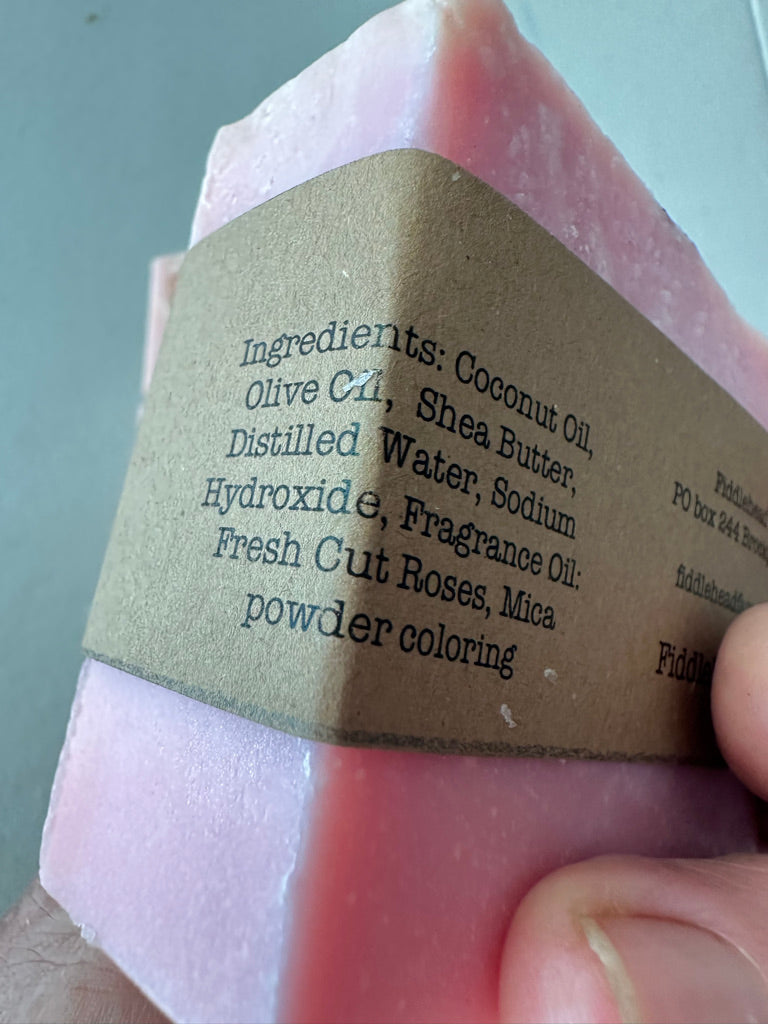 Ingredients: Coconut Oil,
Olive Oil, Shea Butter,
Distilled Water, Sodium
Hydroxide, Fragrance Oil:
Fresh Cut Roses, Mica
powder coloring
Fiddlehead
PO box 244